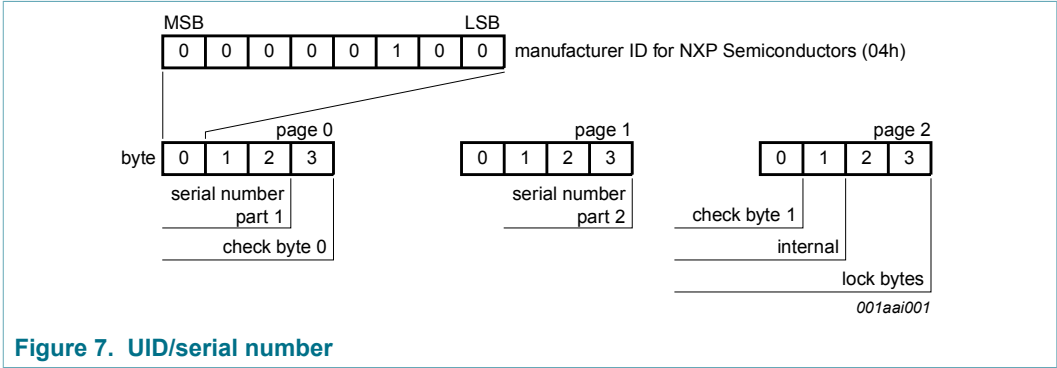 MSB LSB
0 0 0 0 0 1 0 0 manufacturer ID for NXP Semiconductors (04h)
page 0 page 1 page 2
byte 0 1 2 3 0 1 2 3 0 1 2 3
serial number
part 1
check byte 0
serial number
part 2
check byte 1
internal
lock bytes
001aai001
Figure 7. UID/serial number